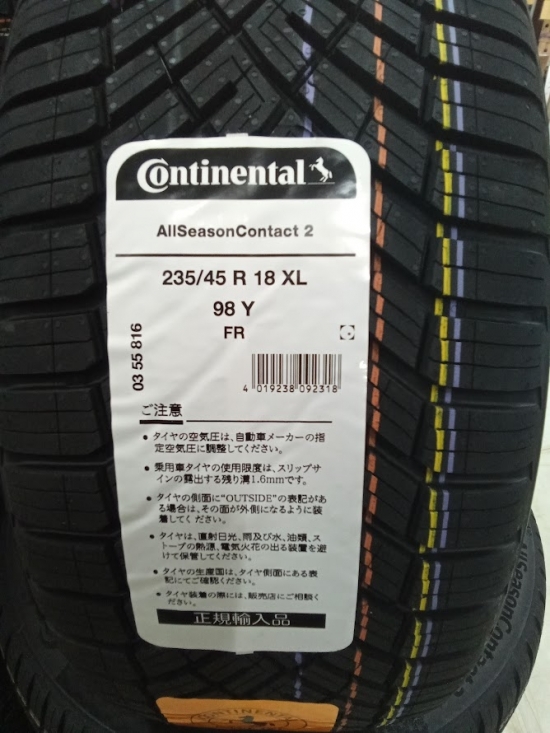 Continental
AllSeasonContact 2
235/45 R 18 XL
98 Y
FR
03 55 816
4 019238 092318
ご注意
● タイヤの空気圧は、自動車メーカーの指
定空気圧に調整してください。
● 乗用車タイヤの使用限度は、スリップサ
インの露出する残り溝1.6mmです。
● タイヤの側面に"OUTSIDE"の表記があ
る場合は、その面が外側になるように装
着してください。
● タイヤは、直射日光、雨及び水、油類、ス
トーブの熱源、電気火花の出る装置を避
けて保管してください。
● タイヤの生産国は、タイヤ側面にある表
記にてご確認ください。
● タイヤ装着の際には、販売店にご相談く
ださい。
正規輸入品
CONTINENTAL
AllSeasonContact 2